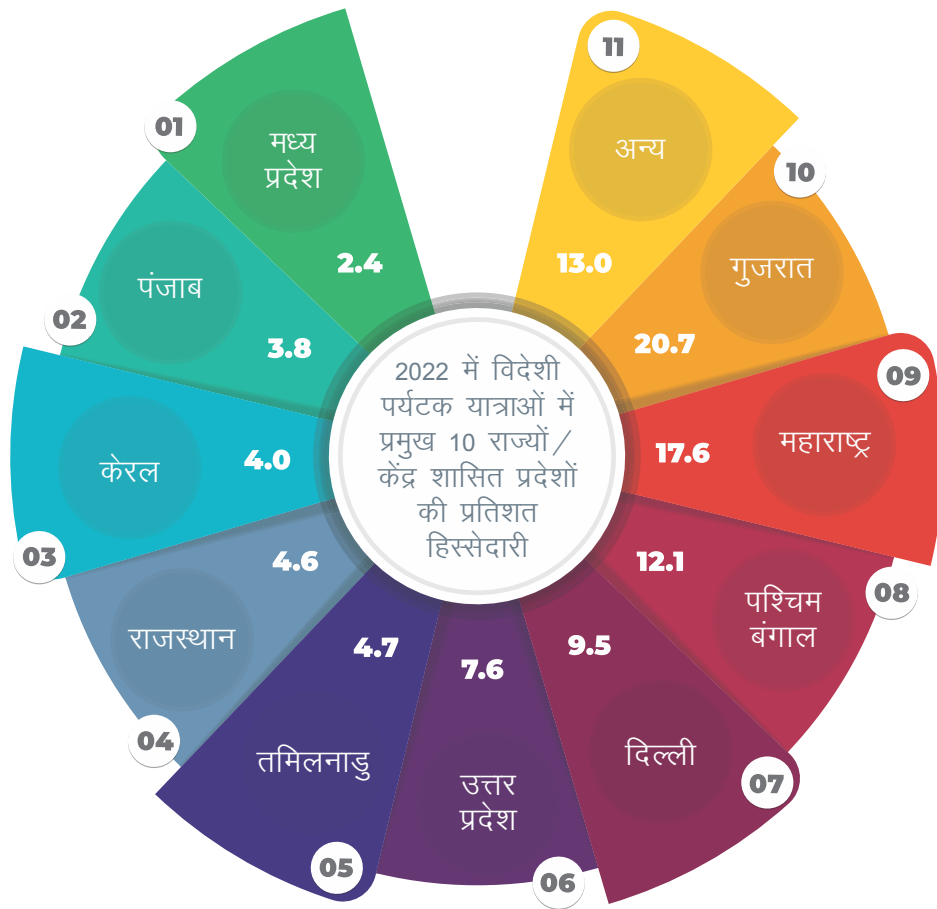 2022 में विदेशी
पर्यटक यात्राओं में
प्रमुख 10 राज्यों/
केंद्र शासित प्रदेशों
की प्रतिशत
हिस्सेदारी
01
मध्य
प्रदेश
2.4
02
पंजाब
3.8
03
केरल
4.0
04
राजस्थान
4.6
05
तमिलनाडु
4.7
06
उत्तर
प्रदेश
7.6
07
दिल्ली
9.5
08
पश्चिम
बंगाल
12.1
09
महाराष्ट्र
17.6
10
गुजरात
20.7
11
अन्य
13.0